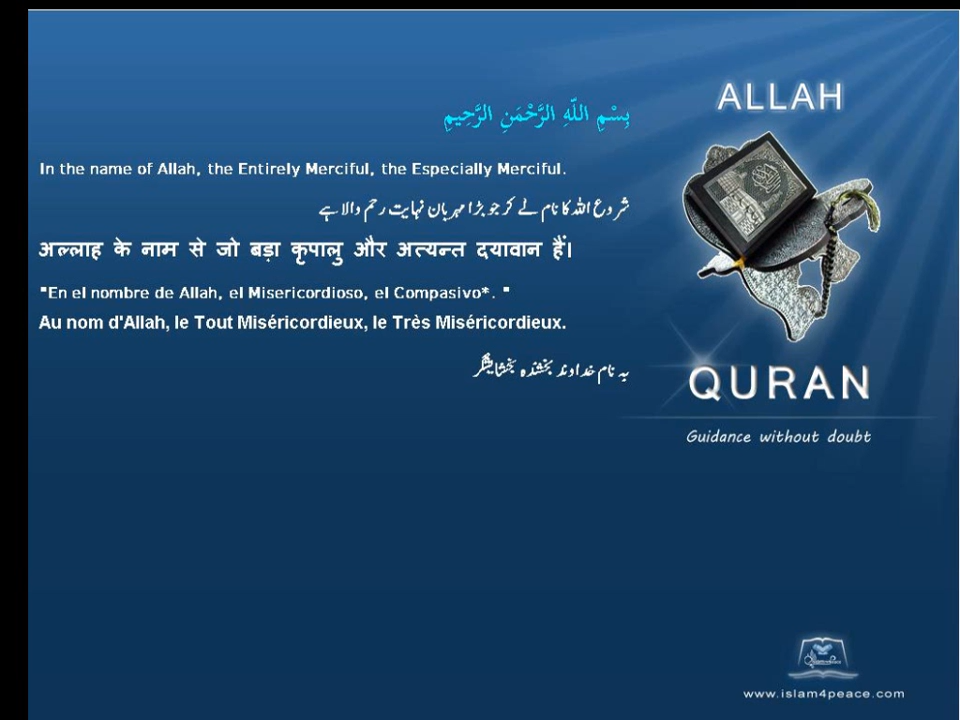 بِسْمِ اللَّهِ الرَّحْمَنِ الرَّحِيمِ
In the name of Allah, the Entirely Merciful, the Especially Merciful.
شروع اللہ کا نام لے کر جو بڑا مہربان نہایت رحم والا ہے
अल्लाह के नाम से जो बड़ा कृपालु और अत्यन्त दयावान हैं।
"En el nombre de Allah, el Misericordioso, el Compasivo*. "
Au nom d'Allah, le Tout Miséricordieux, le Très Miséricordieux.
به نام خداوند بخشنده بخشایشگر
ALLAH
QURAN
Guidance without doubt
www.islam4peace.com